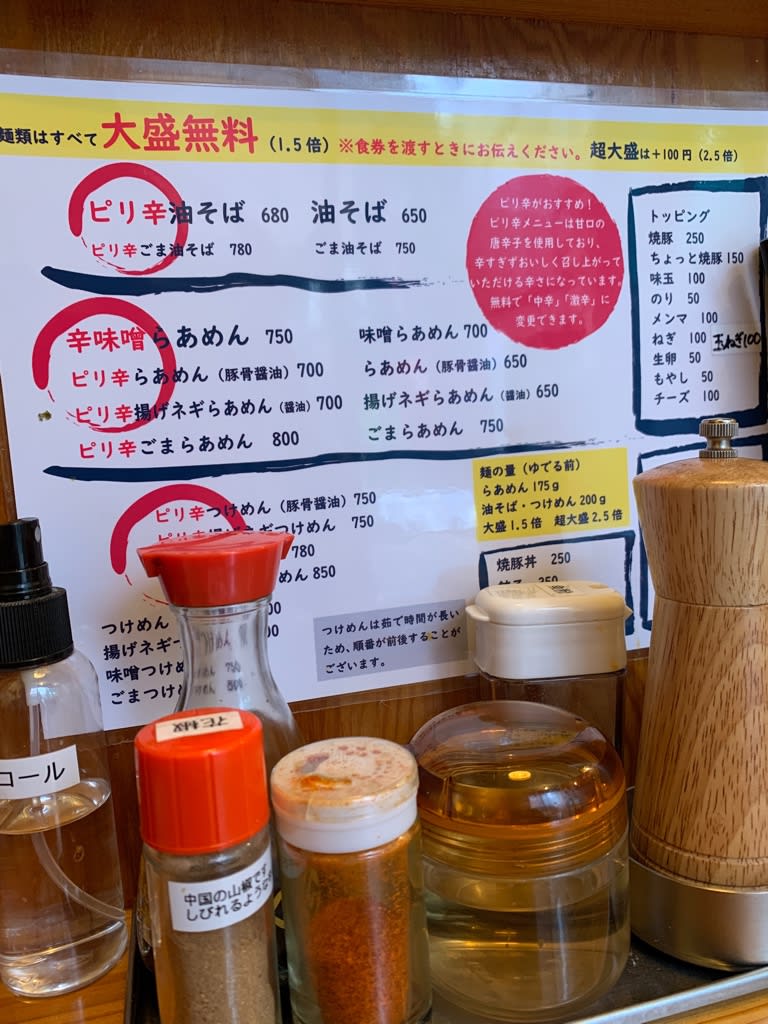 麺類はすべて大盛無料(1.5倍)※食券を渡すときにお伝えください。超大盛は+100円(2.5倍)
ピリ辛油そば 680 油そば 650
ピリ辛ごま油そば 780 ごま油そば 750
ピリ辛がおすすめ!
ピリ辛メニューは甘口の
唐辛子を使用しており、
辛すぎずおいしく召し上がって
いただける辛さになっています。
無料で「中辛」「激辛」に
変更できます。
トッピング
焼豚 250
ちょっと焼豚 150
味玉 100
のり 50
メンマ 100
ねぎ 100 玉ねぎ100
生卵 50
もやし 50
チーズ 100
辛味噌らあめん 750 味噌らあめん 700
ピリ辛らあめん(豚骨醤油)700 らあめん(豚骨醤油)650
ピリ辛揚げネギらあめん(醤油)700 揚げネギらあめん(醤油)650
ピリ辛ごまらあめん 800 ごまらあめん 750
麺の量(ゆでる前)
らあめん 175g
油そば・つけめん 200g
大盛 1.5倍 超大盛 2.5倍
ピリ辛つけめん(豚骨醤油)750
ピリ辛揚げネギつけめん 750
780
めん 850
焼豚丼 250
つけめん
揚げネギ
味噌つけ
ごまつけ
つけめんは茹で時間が長い
ため、順番が前後することが
ございます。
コール
花椒
中国の山椒です
しびれるような